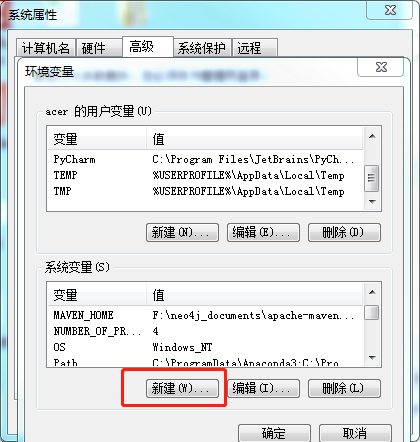 系统属性
计算机名 硬件 高级 系统保护 远程
环境变量
acer 的用户变量(U)
变量 值
PyCharm C:\Program Files\JetBrains\PyCh...
TEMP %USERPROFILE%\AppData\Local\Temp
TMP %USERPROFILE%\AppData\Local\Temp
新建(N)... 编辑(E)... 删除(D)
系统变量(S)
变量 值
MAVEN_HOME F:\neo4j_documents\apache-maven...
NUMBER_OF_PR... 4
OS Windows_NT
Path C:\ProgramData\Anaconda3;C:\Pro...
新建(W)... 编辑(I)... 删除(L)
确定 取消